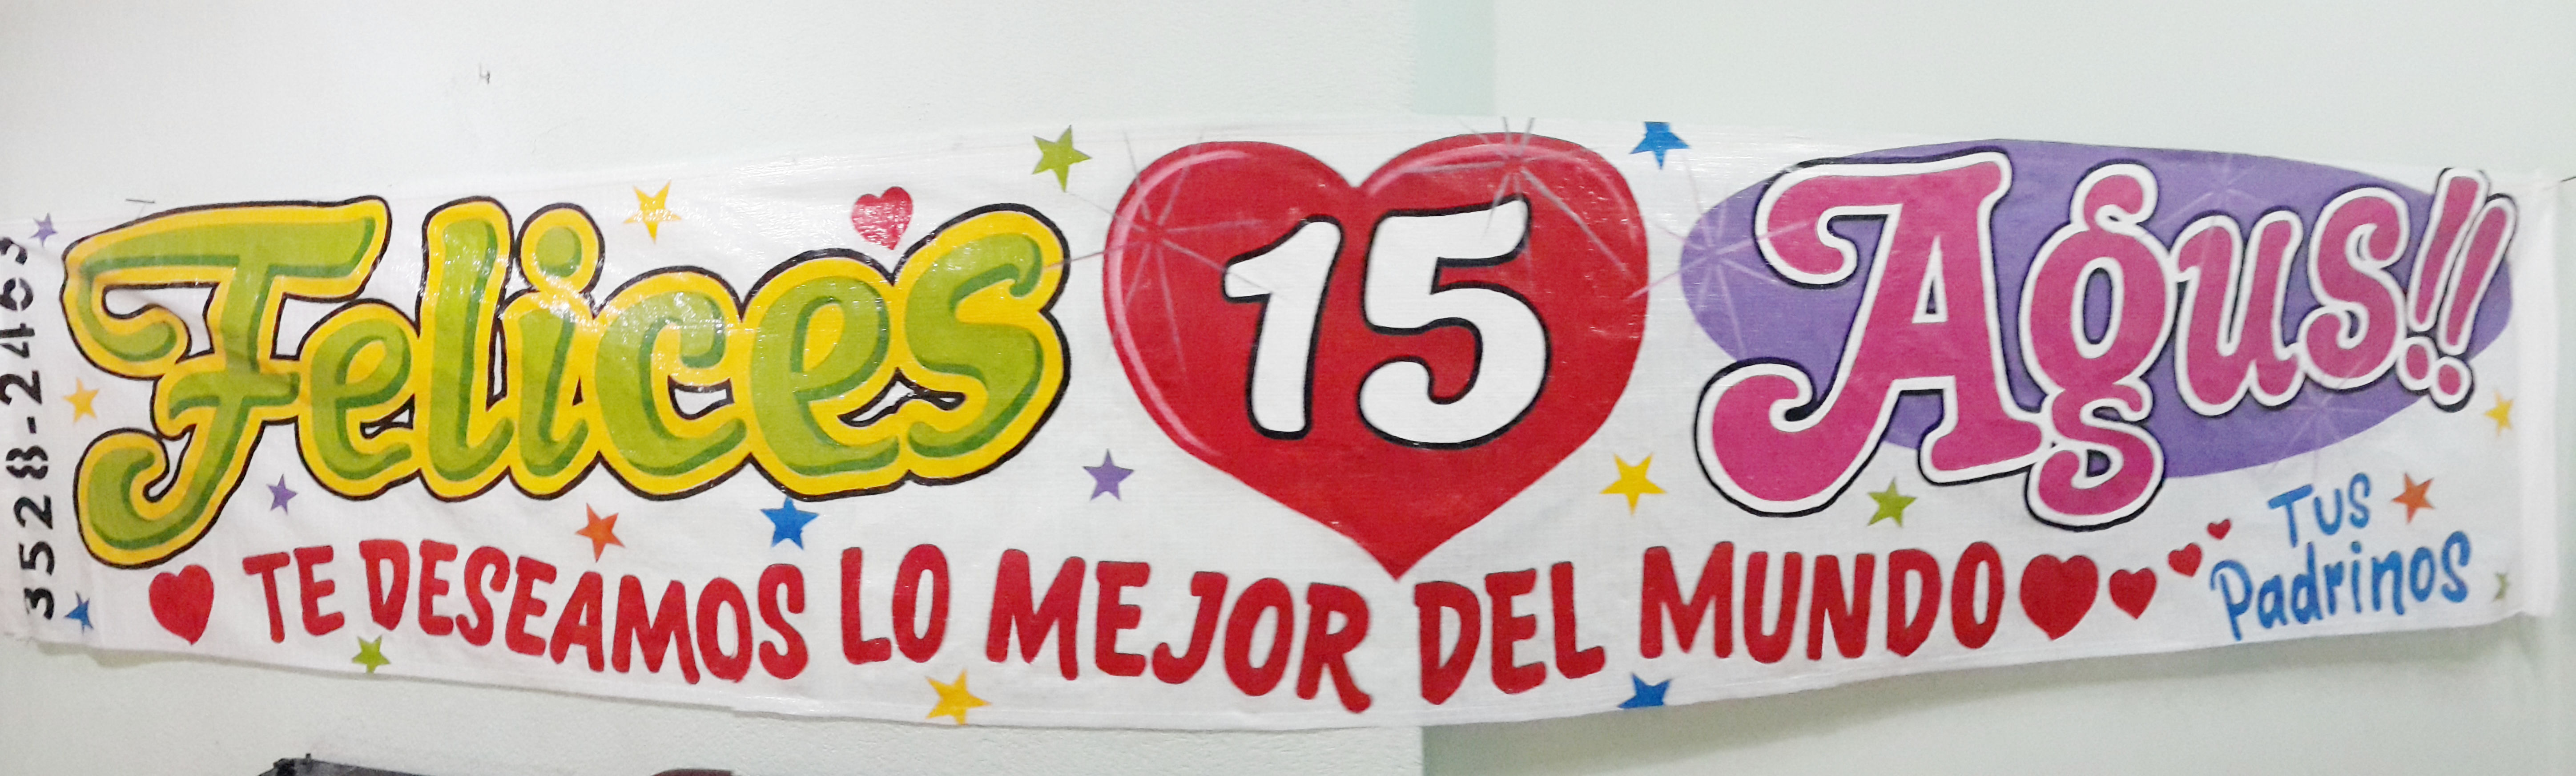 Felices 15 Agus!!
TE DESEAMOS LO MEJOR DEL MUNDO
TUS
Padrinos